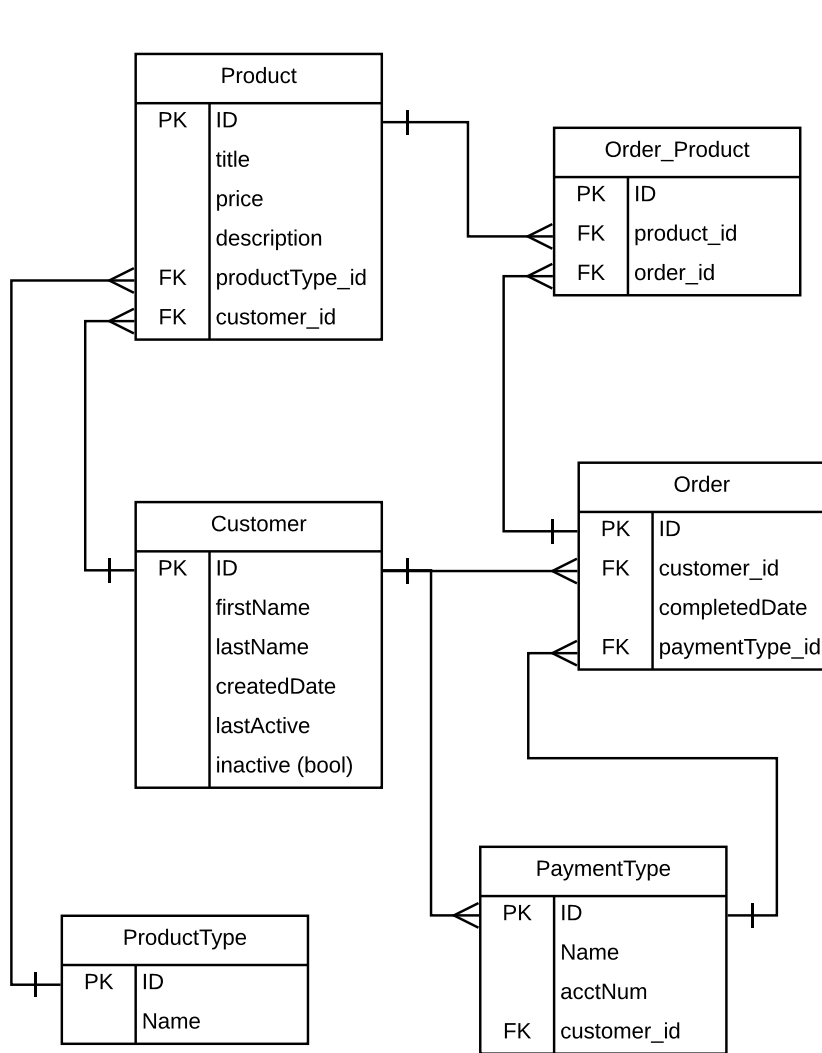 Product
PK ID
title
price
description
FK productType_id
FK customer_id
Order_Product
PK ID
FK product_id
FK order_id
Customer
PK ID
firstName
lastName
createdDate
lastActive
inactive (bool)
Order
PK ID
FK customer_id
completedDate
FK paymentType_id
ProductType
PK ID
Name
PaymentType
PK ID
Name
acctNum
FK customer_id